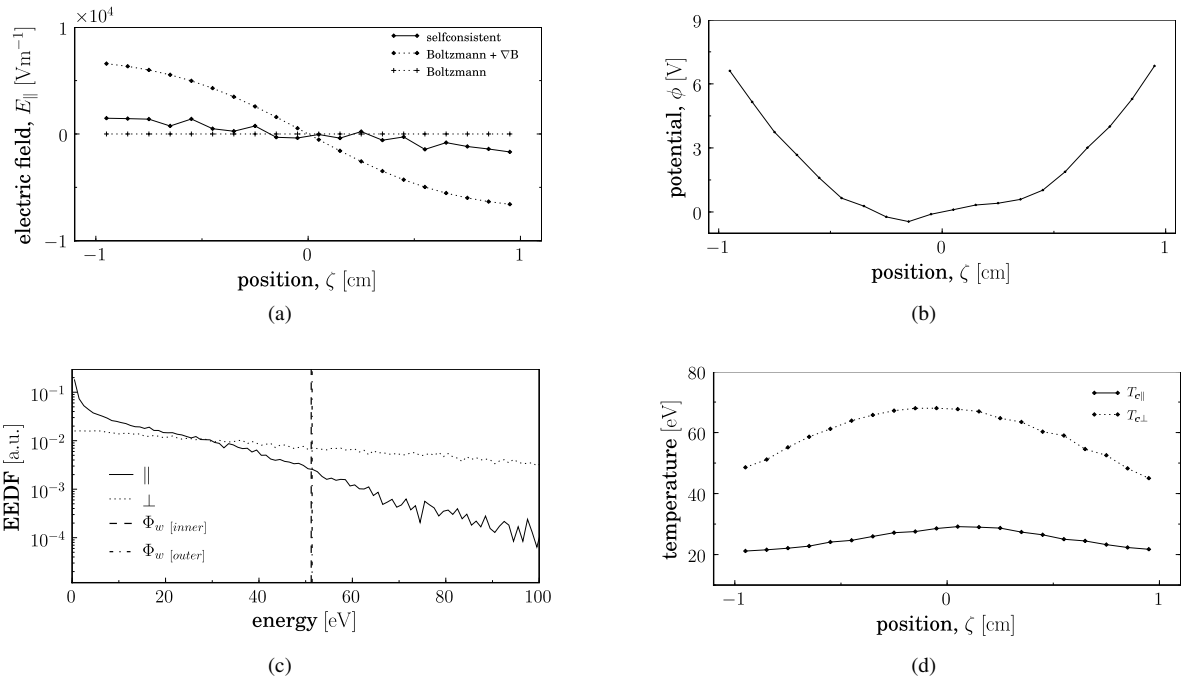 ×10⁴
1
0
−1
electric field, E∥ [Vm⁻¹]
selfconsistent
Boltzmann + ∇B
Boltzmann
−1 0 1
position, ζ [cm]
(a)
9
6
3
0
potential, ϕ [V]
−1 0 1
position, ζ [cm]
(b)
10⁻¹
10⁻²
10⁻³
10⁻⁴
EEDF [a.u.]
∥
⊥
Φw [inner]
Φw [outer]
0 20 40 60 80 100
energy [eV]
(c)
80
60
40
20
temperature [eV]
Te∥
Te⊥
−1 0 1
position, ζ [cm]
(d)